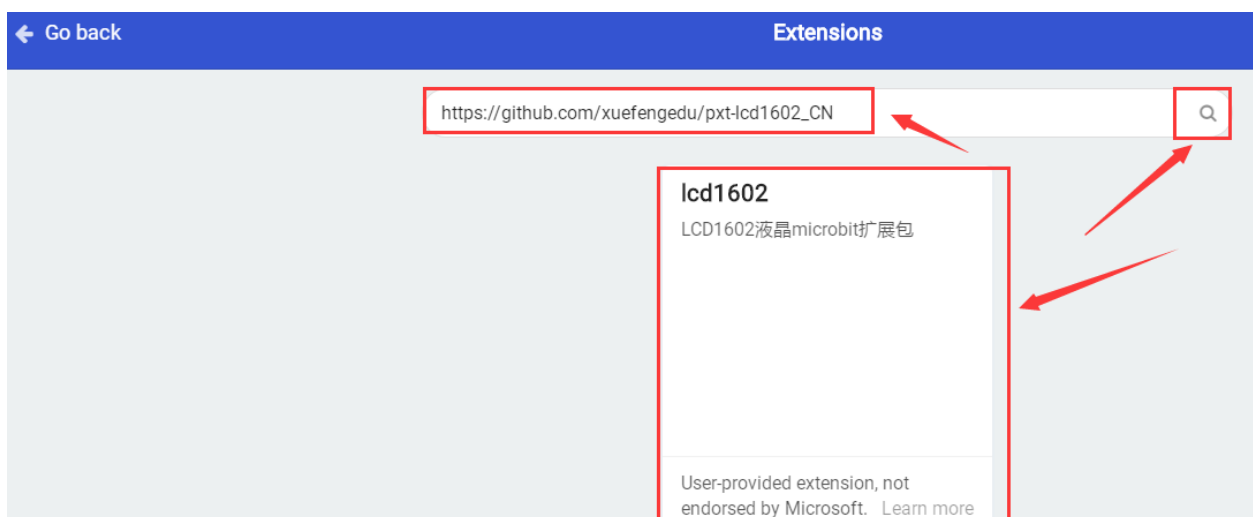 Go back
Extensions
https://github.com/xuefengedu/pxt-lcd1602_CN
lcd1602
LCD1602液晶microbit扩展包
User-provided extension, not
endorsed by Microsoft. Learn more